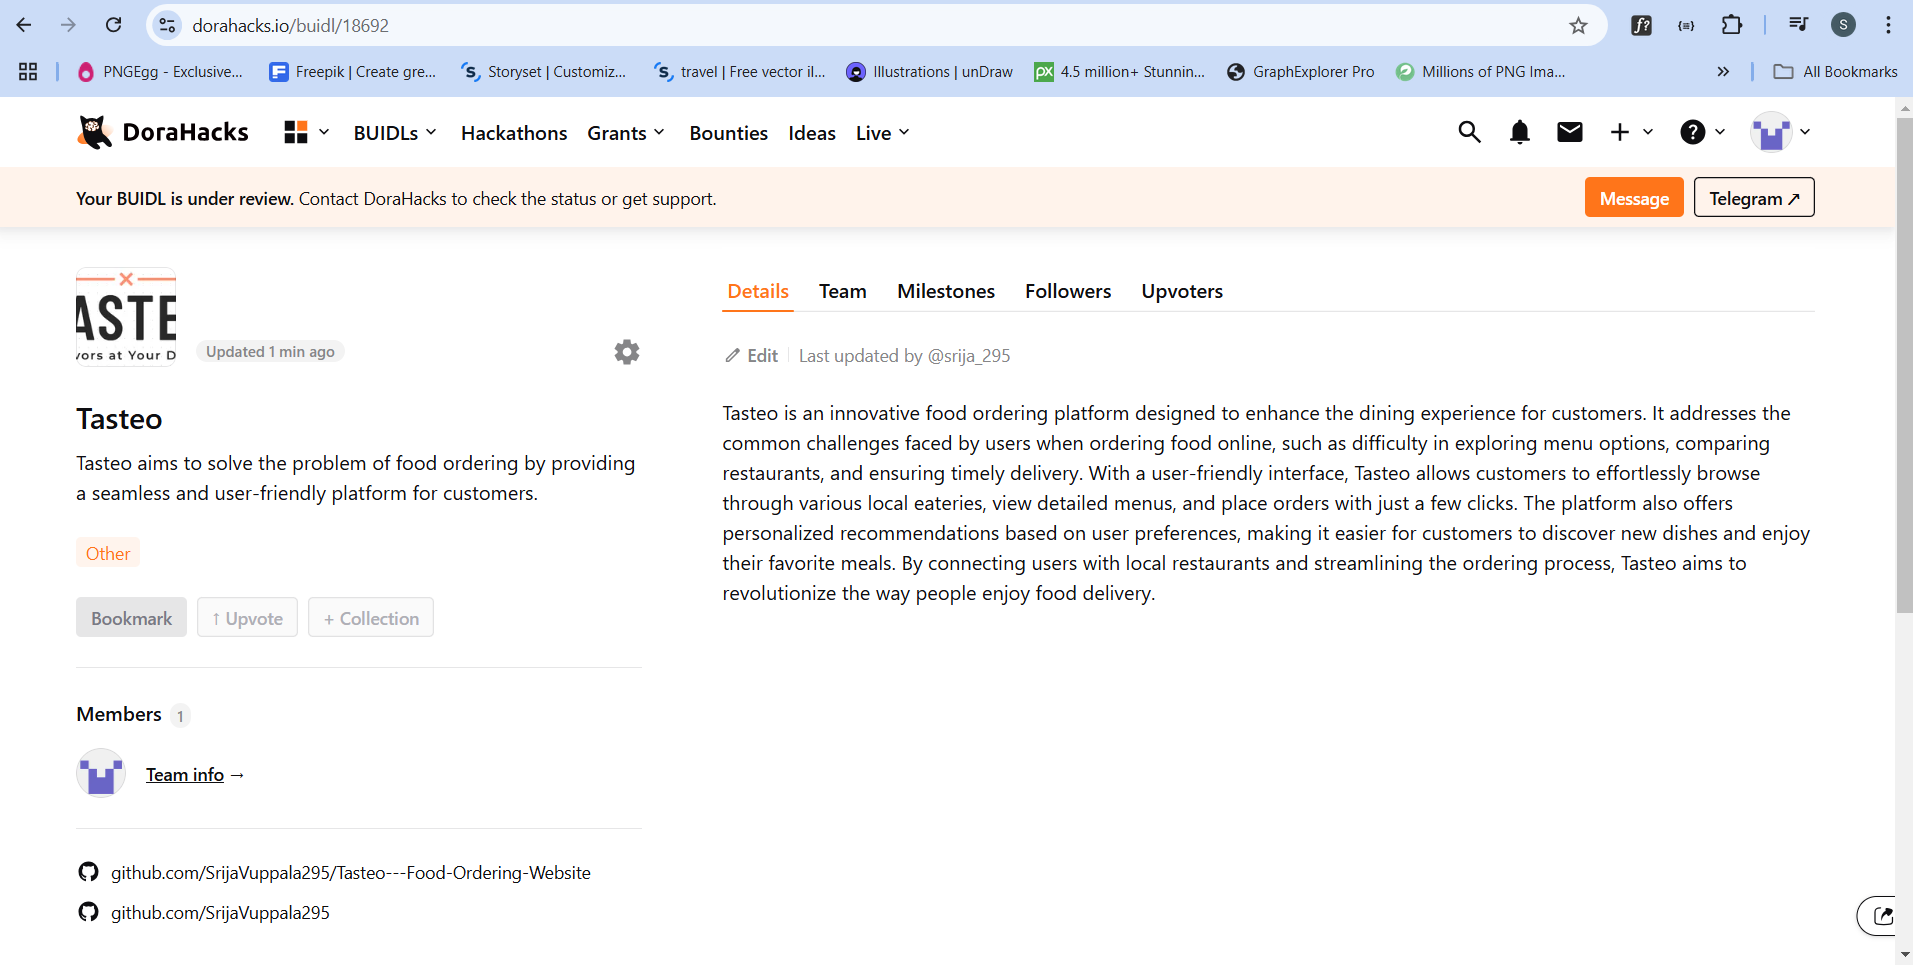 dorahacks.io/buidl/18692
S
PNGEgg - Exclusive...
Freepik | Create gre...
Storyset | Customiz...
travel | Free vector il...
Illustrations | unDraw
px 4.5 million+ Stunnin...
GraphExplorer Pro
Millions of PNG Ima...
All Bookmarks
DoraHacks
BUIDLs
Hackathons
Grants
Bounties
Ideas
Live
Your BUIDL is under review. Contact DoraHacks to check the status or get support.
Message
Telegram ↗
ASTE
vors at Your D
Updated 1 min ago
Tasteo
Tasteo aims to solve the problem of food ordering by providing
a seamless and user-friendly platform for customers.
Other
Bookmark
↑ Upvote
+ Collection
Members 1
Team info →
github.com/SrijaVuppala295/Tasteo---Food-Ordering-Website
github.com/SrijaVuppala295
Details
Team
Milestones
Followers
Upvoters
Edit
Last updated by @srija_295
Tasteo is an innovative food ordering platform designed to enhance the dining experience for customers. It addresses the
common challenges faced by users when ordering food online, such as difficulty in exploring menu options, comparing
restaurants, and ensuring timely delivery. With a user-friendly interface, Tasteo allows customers to effortlessly browse
through various local eateries, view detailed menus, and place orders with just a few clicks. The platform also offers
personalized recommendations based on user preferences, making it easier for customers to discover new dishes and enjoy
their favorite meals. By connecting users with local restaurants and streamlining the ordering process, Tasteo aims to
revolutionize the way people enjoy food delivery.